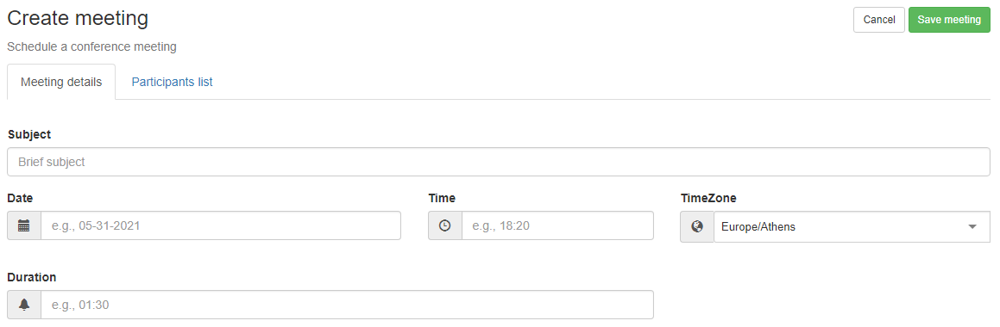 Create meeting
Cancel
Save meeting
Schedule a conference meeting
Meeting details
Participants list
Subject
Brief subject
Date
Time
TimeZone
e.g., 05-31-2021
e.g., 18:20
Europe/Athens
Duration
e.g., 01:30